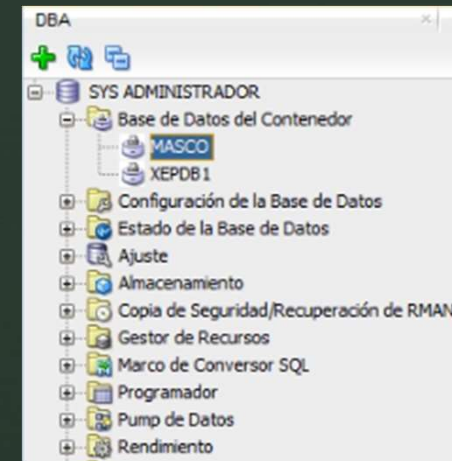 DBA
SYS ADMINISTRADOR
Base de Datos del Contenedor
MASCO
XEPDB1
Configuración de la Base de Datos
Estado de la Base de Datos
Ajuste
Almacenamiento
Copia de Seguridad/Recuperación de RMAN
Gestor de Recursos
Marco de Conversor SQL
Programador
Pump de Datos
Rendimiento